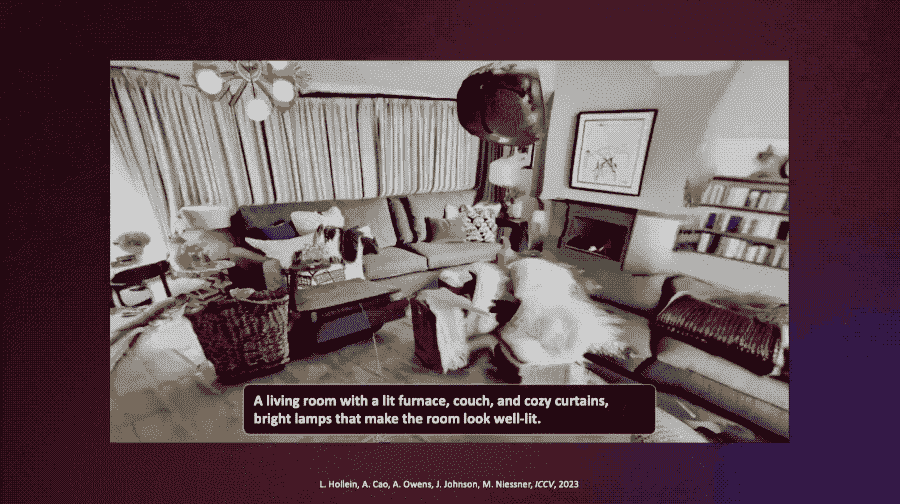 A living room with a lit furnace, couch, and cozy curtains,
bright lamps that make the room look well-lit.
L. Hollein, A. Cao, A. Owens, J. Johnson, M. Niessner, ICCV, 2023